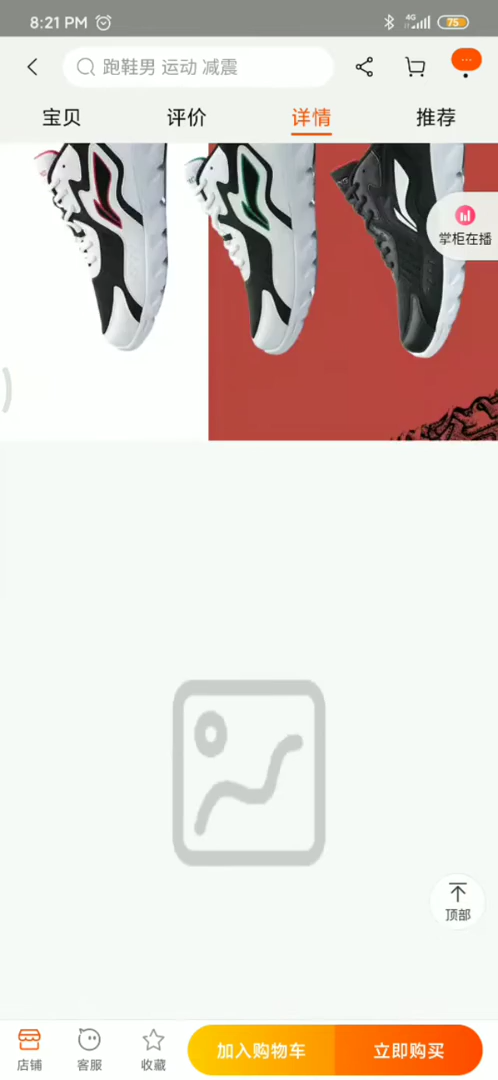 8:21 PM
4G
75
跑鞋男 运动 减震
宝贝
评价
详情
推荐
掌柜在播
顶部
店铺
客服
收藏
加入购物车
立即购买